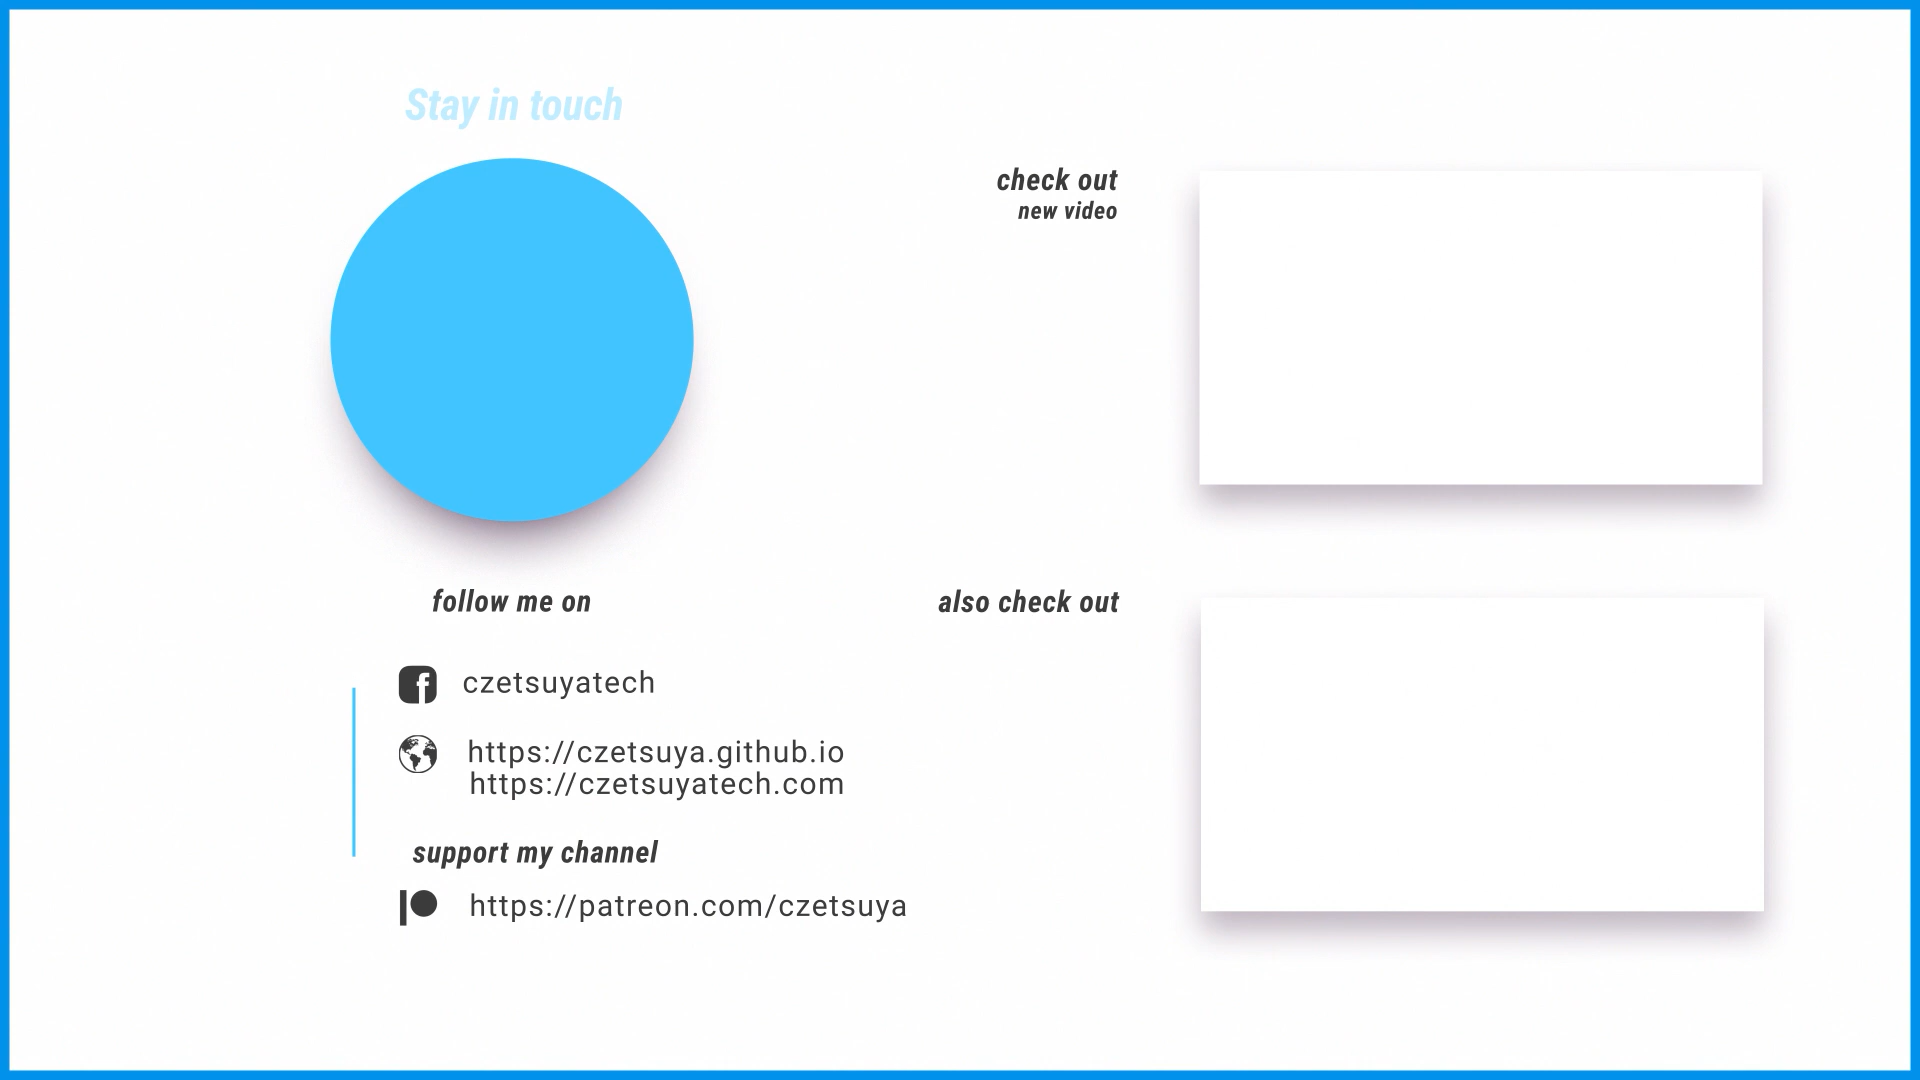 Stay in touch
check out
new video
follow me on
also check out
czetsuyatech
https://czetsuya.github.io
https://czetsuyatech.com
support my channel
https://patreon.com/czetsuya